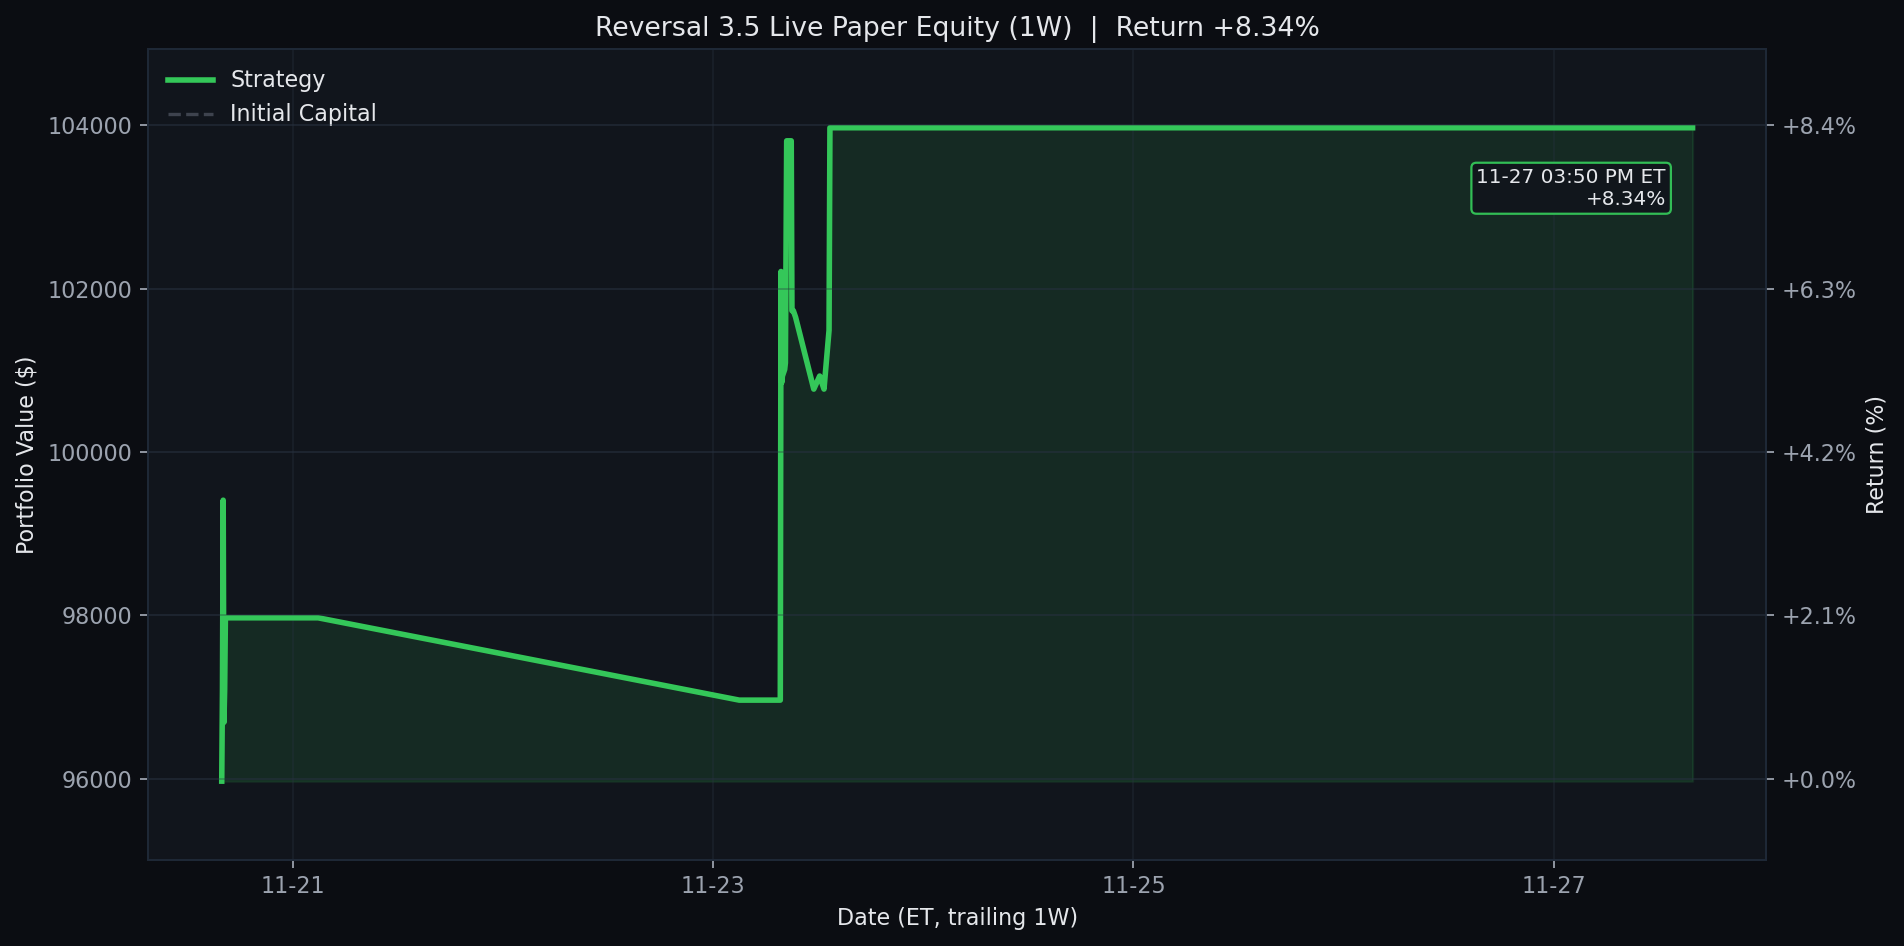 Reversal 3.5 Live Paper Equity (1W) | Return +8.34%
Strategy
Initial Capital
104000
102000
100000
98000
96000
Portfolio Value ($)
+8.4%
+6.3%
+4.2%
+2.1%
+0.0%
Return (%)
11-27 03:50 PM ET
+8.34%
11-21
11-23
11-25
11-27
Date (ET, trailing 1W)